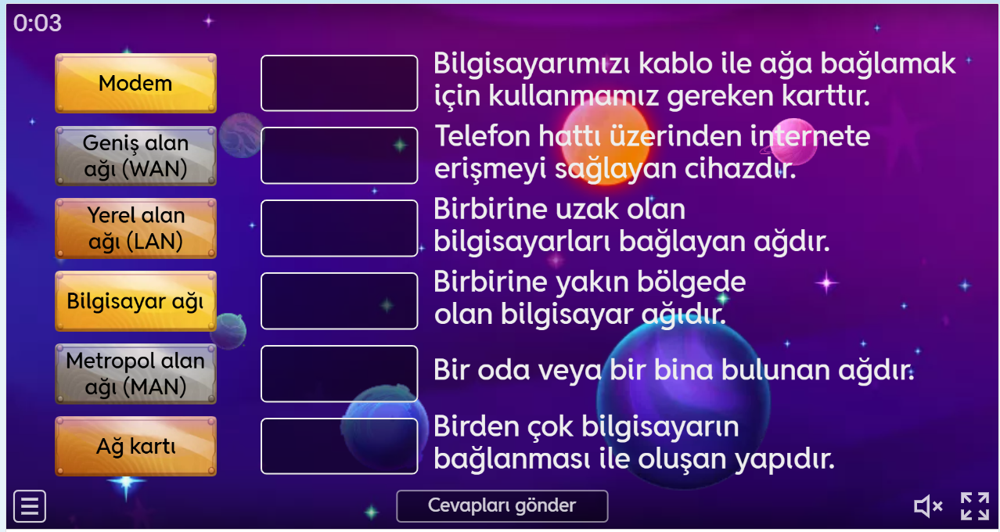 0:03
Modem
Bilgisayarımızı kablo ile ağa bağlamak
için kullanmamız gereken karttır.
Geniş alan
ağı (WAN)
Telefon hattı üzerinden internete
erişmeyi sağlayan cihazdır.
Yerel alan
ağı (LAN)
Birbirine uzak olan
bilgisayarları bağlayan ağdır.
Bilgisayar ağı
Birbirine yakın bölgede
olan bilgisayar ağıdır.
Metropol alan
ağı (MAN)
Bir oda veya bir bina bulunan ağdır.
Ağ kartı
Birden çok bilgisayarın
bağlanması ile oluşan yapıdır.
Cevapları gönder